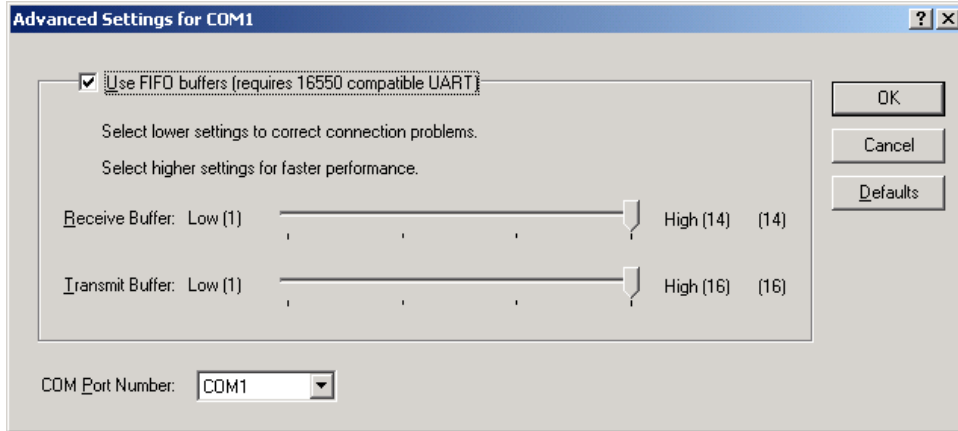 Advanced Settings for COM1
Use FIFO buffers (requires 16550 compatible UART)
OK
Select lower settings to correct connection problems.
Cancel
Select higher settings for faster performance.
Defaults
Receive Buffer: Low (1) High (14) (14)
Transmit Buffer: Low (1) High (16) (16)
COM Port Number: COM1